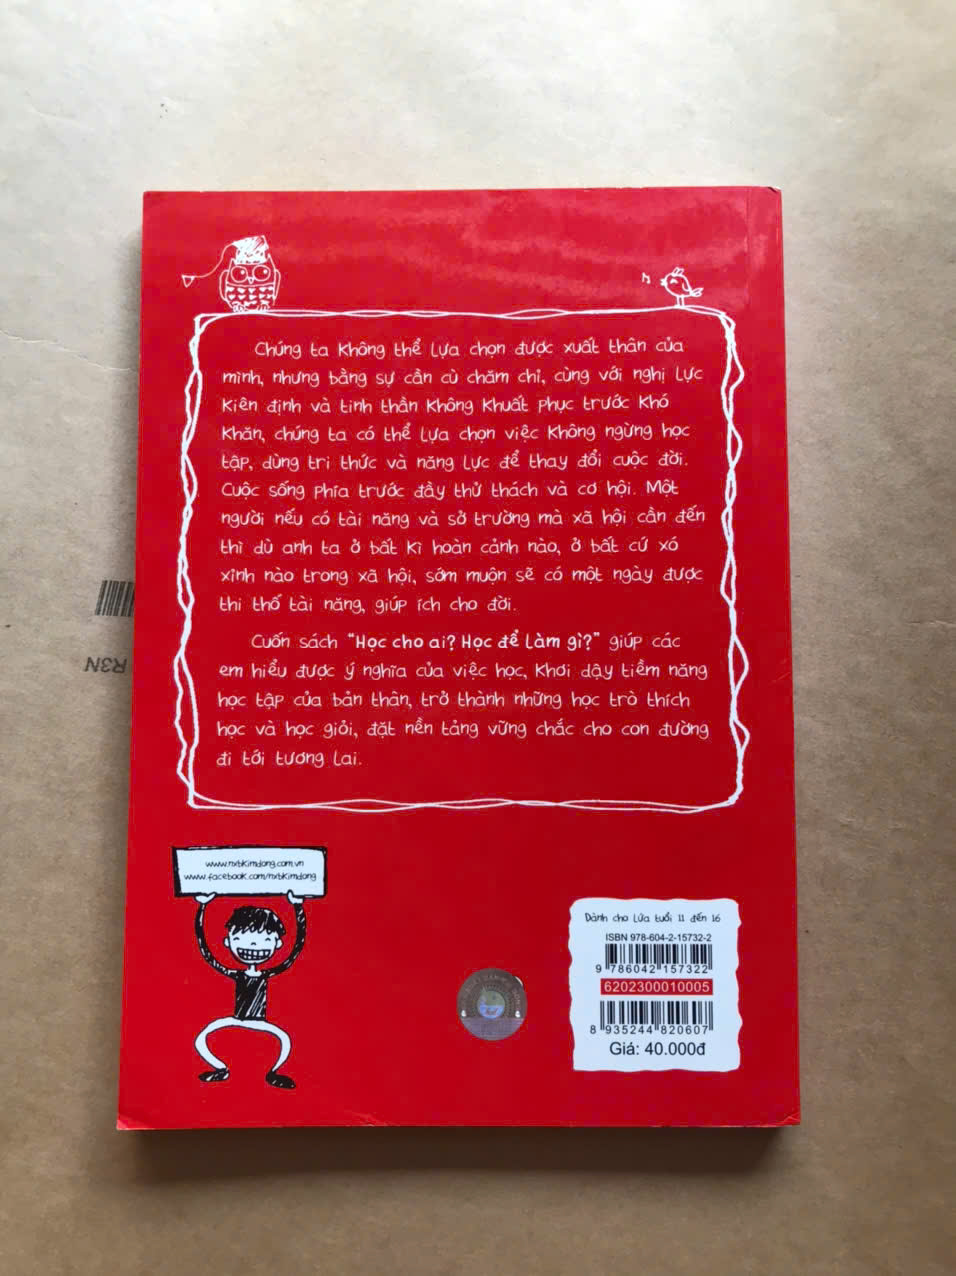 Chúng ta không thể lựa chọn được xuất thân của
mình, nhưng bằng sự cần cù chăm chỉ, cùng với nghị lực
kiên định và tinh thần không khuất phục trước khó
khăn, chúng ta có thể lựa chọn việc không ngừng học
tập, dùng tri thức và năng lực để thay đổi cuộc đời.
Cuộc sống phía trước đầy thử thách và cơ hội. Một
người nếu có tài năng và sở trường mà xã hội cần đến
thì dù anh ta ở bất kì hoàn cảnh nào, ở bất cứ xó
xỉnh nào trong xã hội, sớm muộn sẽ có một ngày được
thi thố tài năng, giúp ích cho đời.
Cuốn sách "Học cho ai? Học để làm gì?" giúp các
em hiểu được ý nghĩa của việc học, khơi dậy tiềm năng
học tập của bản thân, trở thành những học trò thích
học và học giỏi, đặt nền tảng vững chắc cho con đường
đi tới tương lai.
www.nxbkimdong.com.vn
www.facebook.com/nxbkimdong
Dành cho lứa tuổi 11 đến 16
ISBN 978-604-2-15732-2
9 786042 157322
6202300010005
8 935244 820607
Giá: 40.000đ
R3N